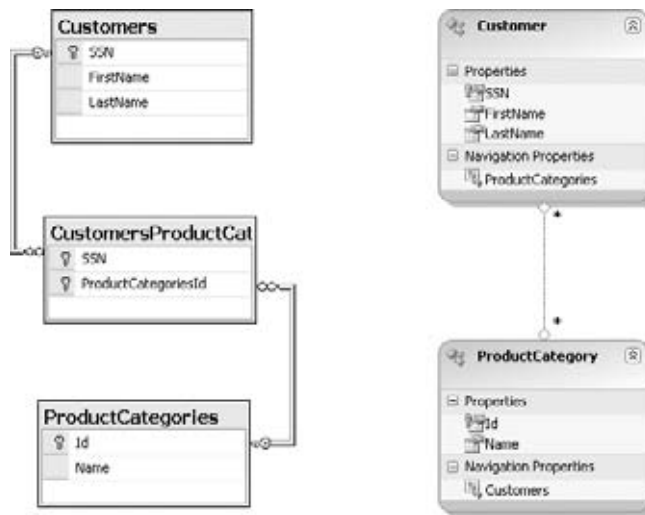 Customers
SSN
FirstName
LastName
CustomersProductCat
SSN
ProductCategoriesId
ProductCategories
Id
Name
Customer
Properties
SSN
FirstName
LastName
Navigation Properties
ProductCategories
*
*
ProductCategory
Properties
Id
Name
Navigation Properties
Customers